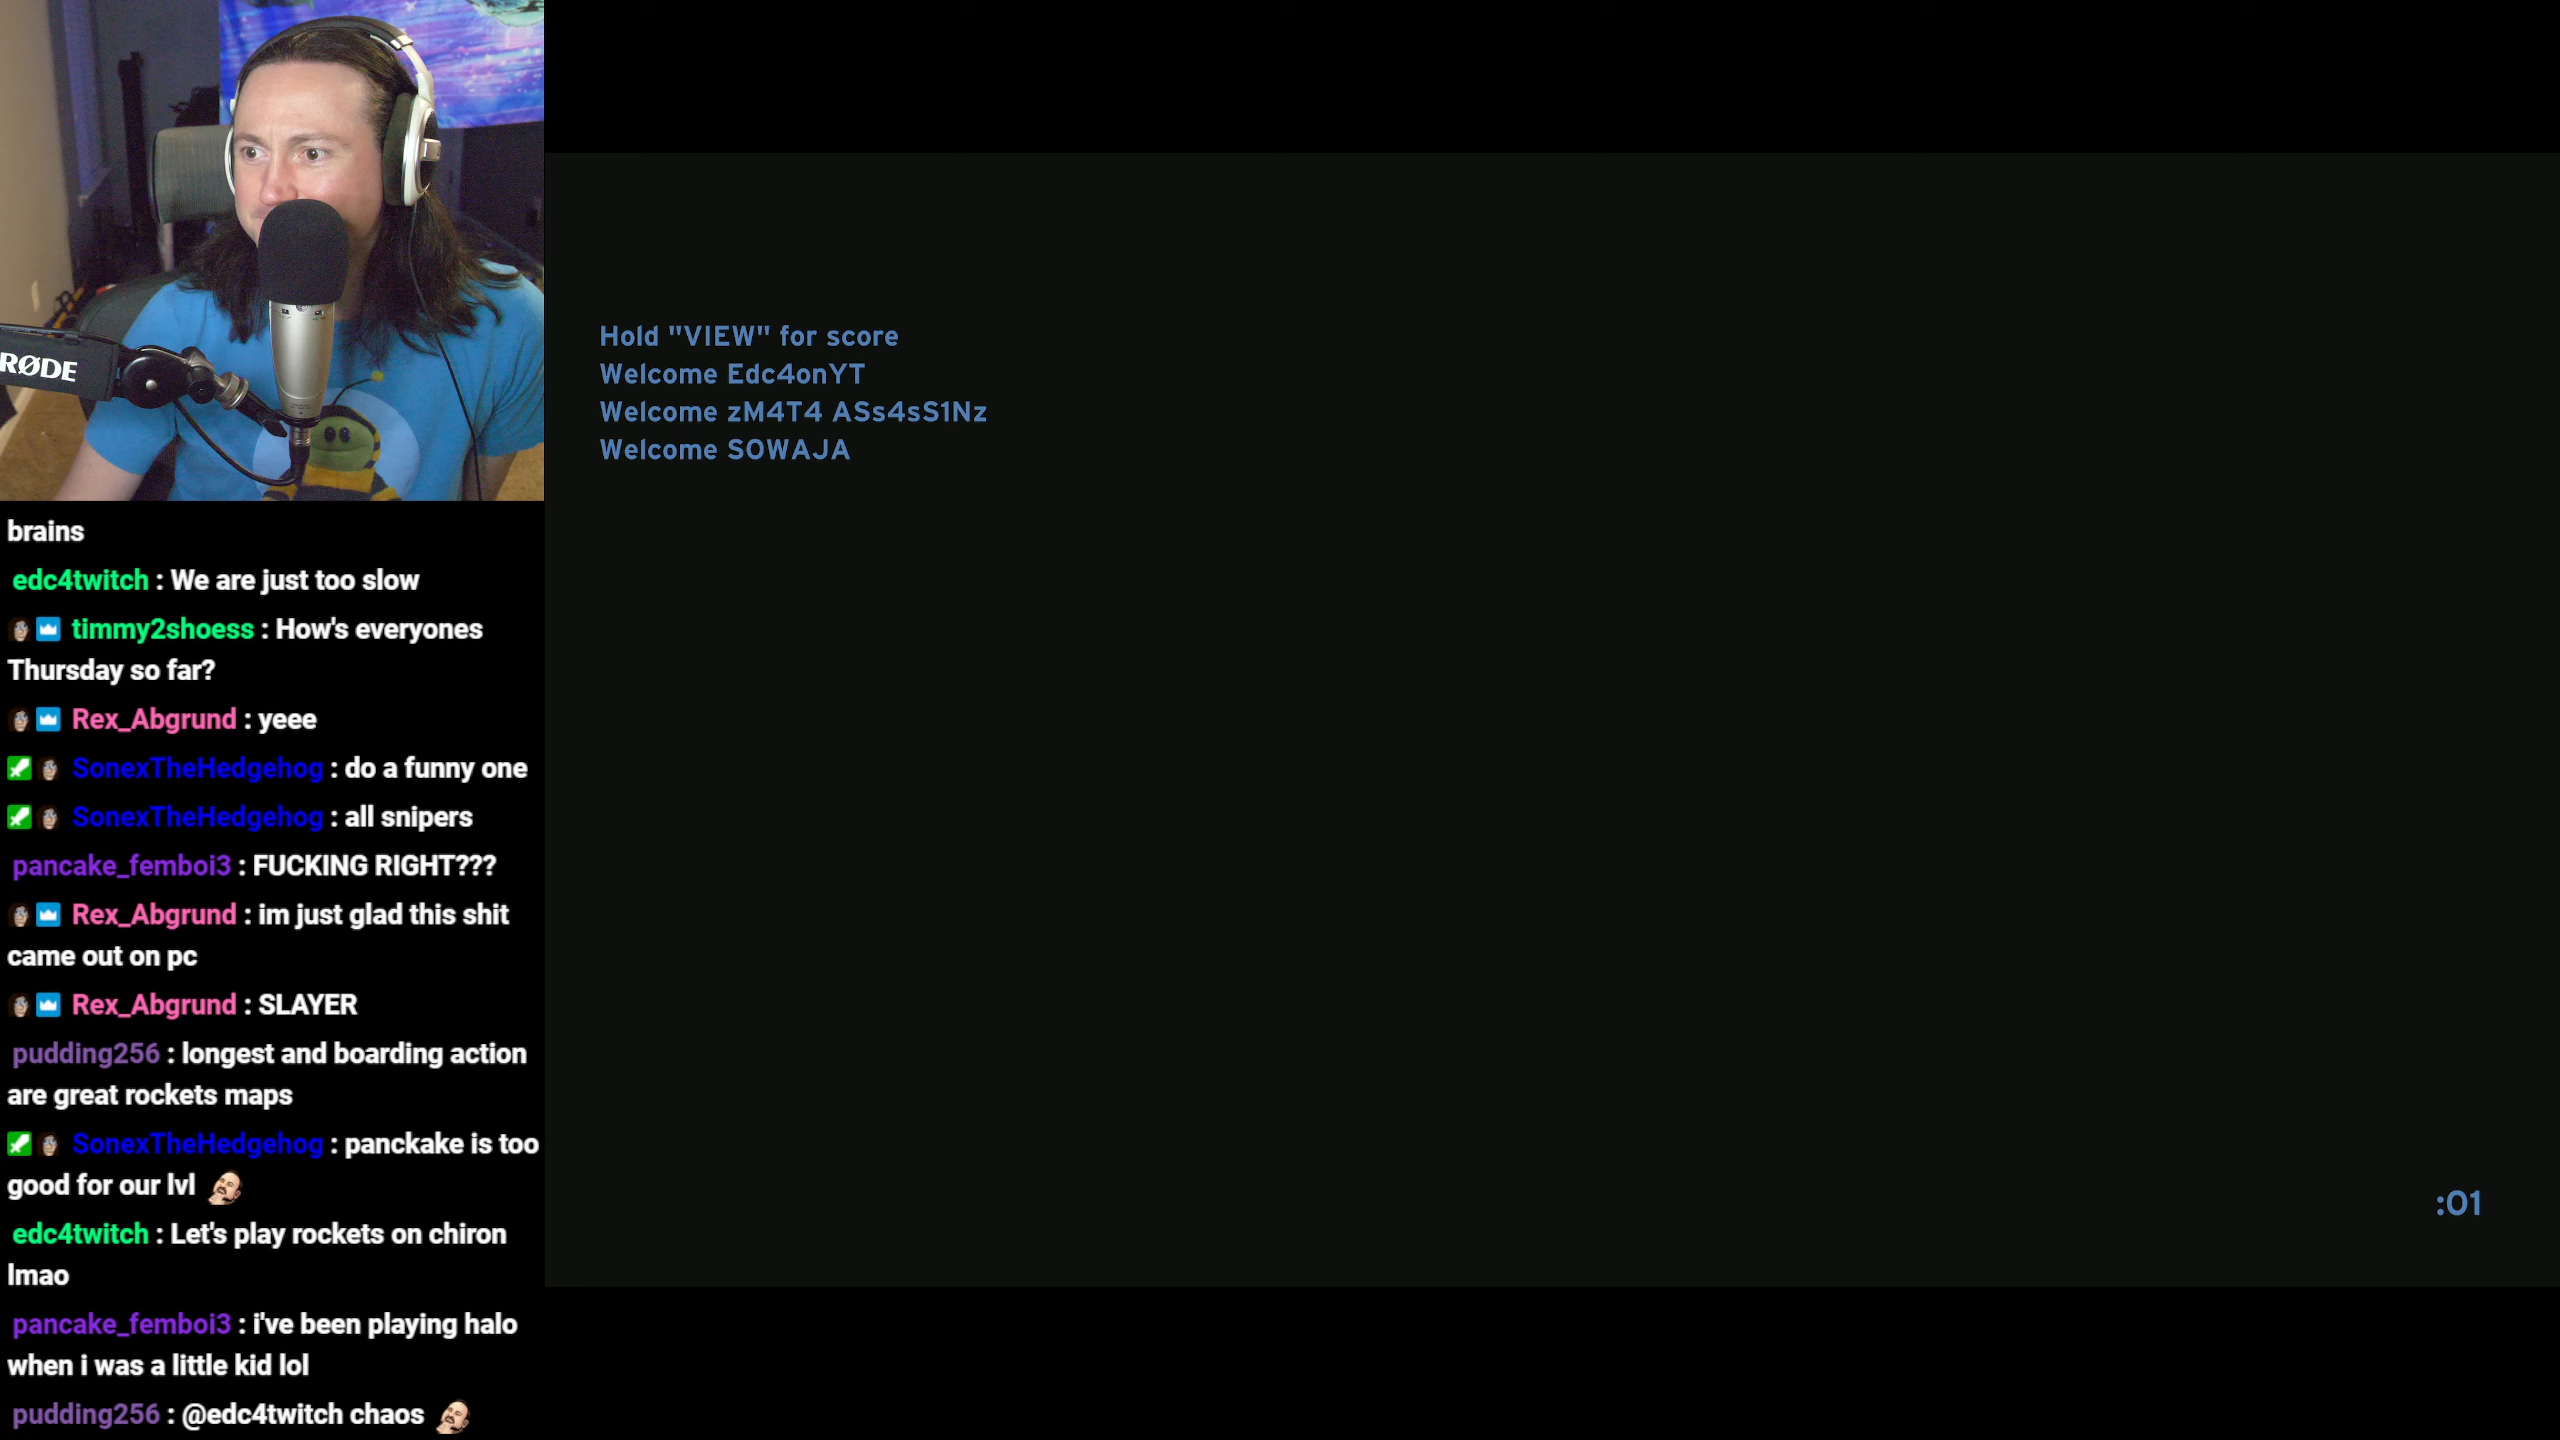 RØDE
brains
edc4twitch : We are just too slow
timmy2shoess : How's everyones
Thursday so far?
Rex_Abgrund : yeee
SonexTheHedgehog : do a funny one
SonexTheHedgehog : all snipers
pancake_femboi3 : FUCKING RIGHT???
Rex_Abgrund : im just glad this shit
came out on pc
Rex_Abgrund : SLAYER
pudding256 : longest and boarding action
are great rockets maps
SonexTheHedgehog : panckake is too
good for our lvl
edc4twitch : Let's play rockets on chiron
lmao
pancake_femboi3 : i've been playing halo
when i was a little kid lol
pudding256 : @edc4twitch chaos
Hold "VIEW" for score
Welcome Edc4onYT
Welcome zM4T4 ASs4sS1Nz
Welcome SOWAJA
:01